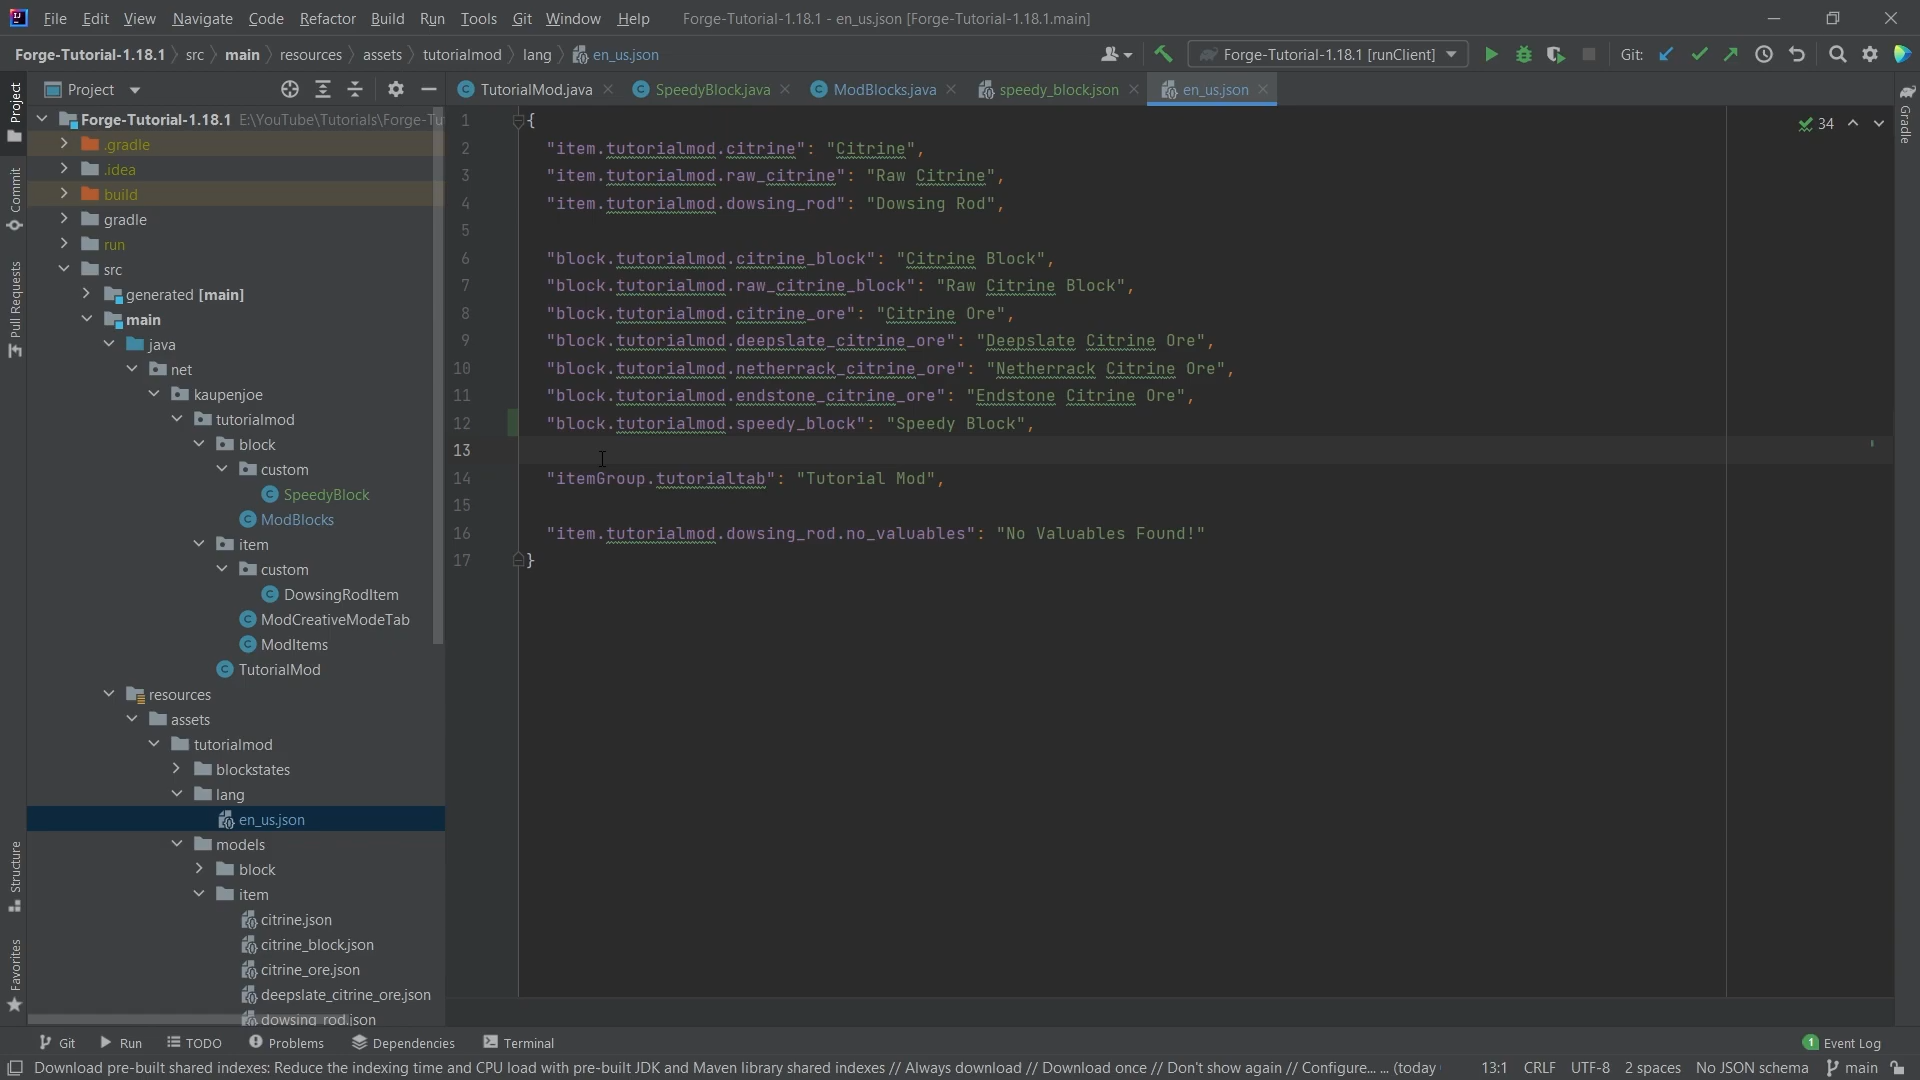 File Edit View Navigate Code Refactor Build Run Tools Git Window Help Forge-Tutorial-1.18.1 - en_us.json [Forge-Tutorial-1.18.1.main]
Forge-Tutorial-1.18.1 src main resources assets tutorialmod lang en_us.json Forge-Tutorial-1.18.1 [runClient] Git:
Project TutorialMod.java SpeedyBlock.java ModBlocks.java speedy_block.json en_us.json
Project
Commit
Pull Requests
Structure
Favorites
Gradle
Forge-Tutorial-1.18.1 E:\YouTube\Tutorials\Forge-Tu
.gradle
.idea
build
gradle
run
src
generated [main]
main
java
net
kaupenjoe
tutorialmod
block
custom
SpeedyBlock
ModBlocks
item
custom
DowsingRodItem
ModCreativeModeTab
ModItems
TutorialMod
resources
assets
tutorialmod
blockstates
lang
en_us.json
models
block
item
citrine.json
citrine_block.json
citrine_ore.json
deepslate_citrine_ore.json
dowsing_rod.json
34
1 {
2 "item.tutorialmod.citrine": "Citrine",
3 "item.tutorialmod.raw_citrine": "Raw Citrine",
4 "item.tutorialmod.dowsing_rod": "Dowsing Rod",
5
6 "block.tutorialmod.citrine_block": "Citrine Block",
7 "block.tutorialmod.raw_citrine_block": "Raw Citrine Block",
8 "block.tutorialmod.citrine_ore": "Citrine Ore",
9 "block.tutorialmod.deepslate_citrine_ore": "Deepslate Citrine Ore",
10 "block.tutorialmod.netherrack_citrine_ore": "Netherrack Citrine Ore",
11 "block.tutorialmod.endstone_citrine_ore": "Endstone Citrine Ore",
12 "block.tutorialmod.speedy_block": "Speedy Block",
13
14 "itemGroup.tutorialtab": "Tutorial Mod",
15
16 "item.tutorialmod.dowsing_rod.no_valuables": "No Valuables Found!"
17 }
Git Run TODO Problems Dependencies Terminal 1 Event Log
Download pre-built shared indexes: Reduce the indexing time and CPU load with pre-built JDK and Maven library shared indexes // Always download // Download once // Don't show again // Configure... ... (today 13:1 CRLF UTF-8 2 spaces No JSON schema main